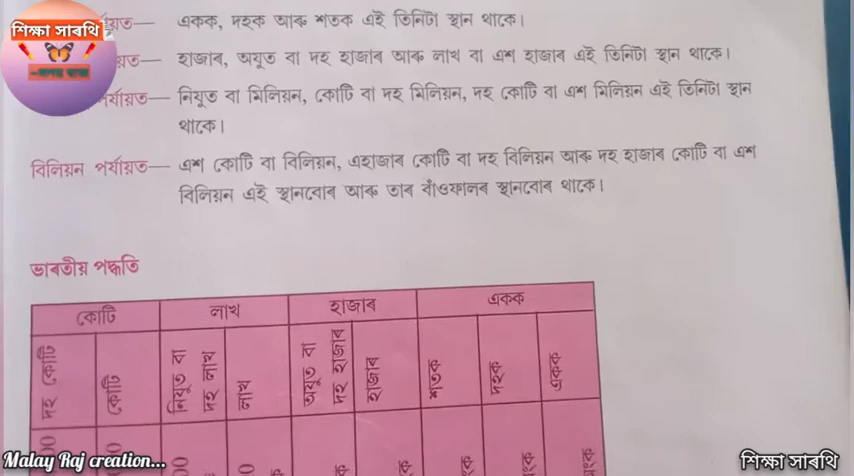 শিক্ষা সাৰথি
একক, দহক আৰু শতক এই তিনিটা স্থান থাকে।
হাজাৰ, অযুত বা দহ হাজাৰ আৰু লাখ বা এশ হাজাৰ এই তিনিটা স্থান থাকে।
নিযুত বা মিলিয়ন, কোটি বা দহ মিলিয়ন, দহ কোটি বা এশ মিলিয়ন এই তিনিটা স্থান
থাকে।
বিলিয়ন পৰ্যায়ত— এশ কোটি বা বিলিয়ন, এহাজাৰ কোটি বা দহ বিলিয়ন আৰু দহ হাজাৰ কোটি বা এশ
বিলিয়ন এই স্থানবোৰ আৰু তাৰ বাঁওফালৰ স্থানবোৰ থাকে।
ভাৰতীয় পদ্ধতি
কোটি লাখ হাজাৰ একক
দহ কোটি
কোটি
নিযুত বা
দহ লাখ
লাখ
অযুত বা
দহ হাজাৰ
হাজাৰ
শতক
দহক
একক
Malay Raj creation...
শিক্ষা সাৰথি